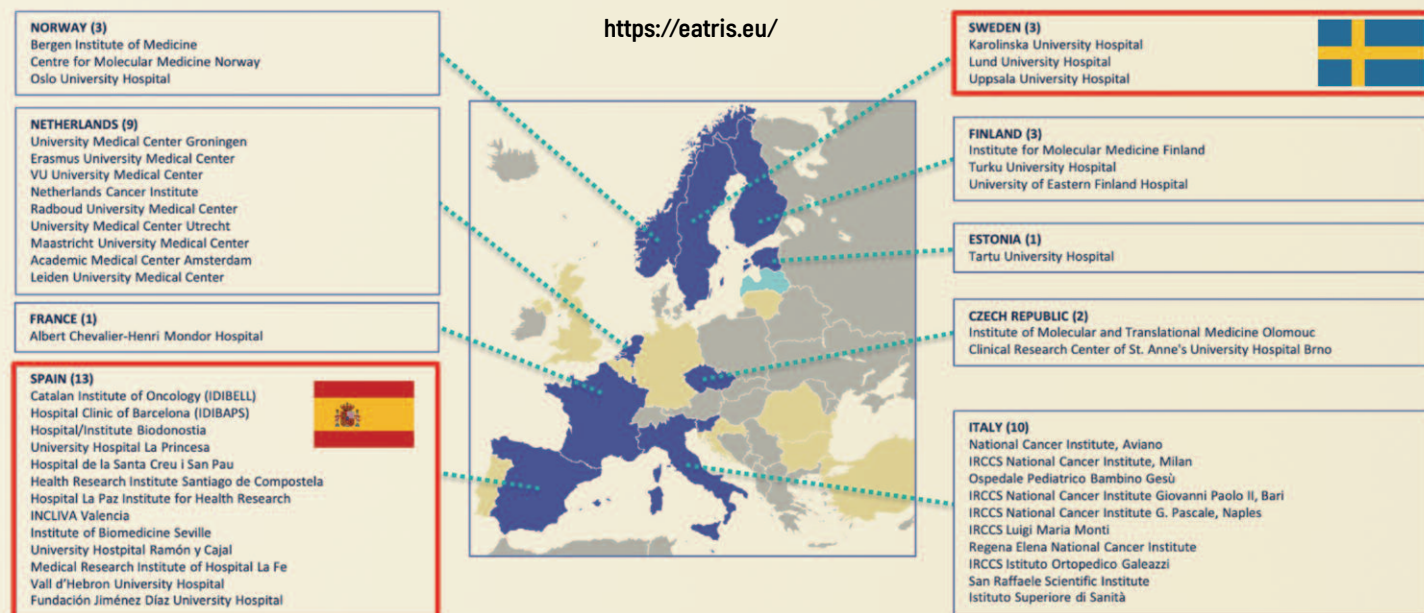 https://eatris.eu/
NORWAY (3)
Bergen Institute of Medicine
Centre for Molecular Medicine Norway
Oslo University Hospital
NETHERLANDS (9)
University Medical Center Groningen
Erasmus University Medical Center
VU University Medical Center
Netherlands Cancer Institute
Radboud University Medical Center
University Medical Center Utrecht
Maastricht University Medical Center
Academic Medical Center Amsterdam
Leiden University Medical Center
FRANCE (1)
Albert Chevalier-Henri Mondor Hospital
SPAIN (13)
Catalan Institute of Oncology (IDIBELL)
Hospital Clinic of Barcelona (IDIBAPS)
Hospital/Institute Biodonostia
University Hospital La Princesa
Hospital de la Santa Creu i San Pau
Health Research Institute Santiago de Compostela
Hospital La Paz Institute for Health Research
INCLIVA Valencia
Institute of Biomedicine Seville
University Hostpital Ramón y Cajal
Medical Research Institute of Hospital La Fe
Vall d'Hebron University Hospital
Fundación Jiménez Díaz University Hospital
SWEDEN (3)
Karolinska University Hospital
Lund University Hospital
Uppsala University Hospital
FINLAND (3)
Institute for Molecular Medicine Finland
Turku University Hospital
University of Eastern Finland Hospital
ESTONIA (1)
Tartu University Hospital
CZECH REPUBLIC (2)
Institute of Molecular and Translational Medicine Olomouc
Clinical Research Center of St. Anne's University Hospital Brno
ITALY (10)
National Cancer Institute, Aviano
IRCCS National Cancer Institute, Milan
Ospedale Pediatrico Bambino Gesù
IRCCS National Cancer Institute Giovanni Paolo II, Bari
IRCCS National Cancer Institute G. Pascale, Naples
IRCCS Luigi Maria Monti
Regena Elena National Cancer Institute
IRCCS Istituto Ortopedico Galeazzi
San Raffaele Scientific Institute
Istituto Superiore di Sanità